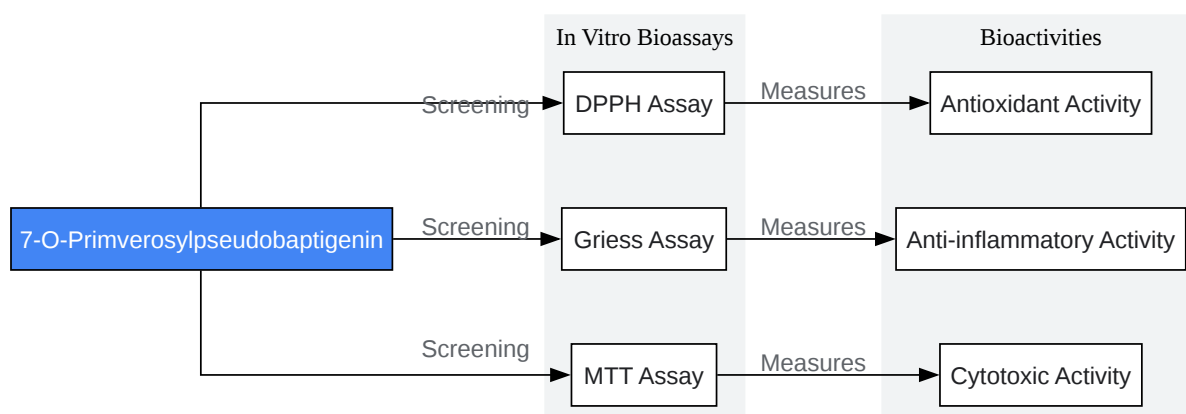 In Vitro Bioassays
Bioactivities
Screening
DPPH Assay
Measures
Antioxidant Activity
7-O-Primverosylpseudobaptigenin
Screening
Griess Assay
Measures
Anti-inflammatory Activity
Screening
MTT Assay
Measures
Cytotoxic Activity